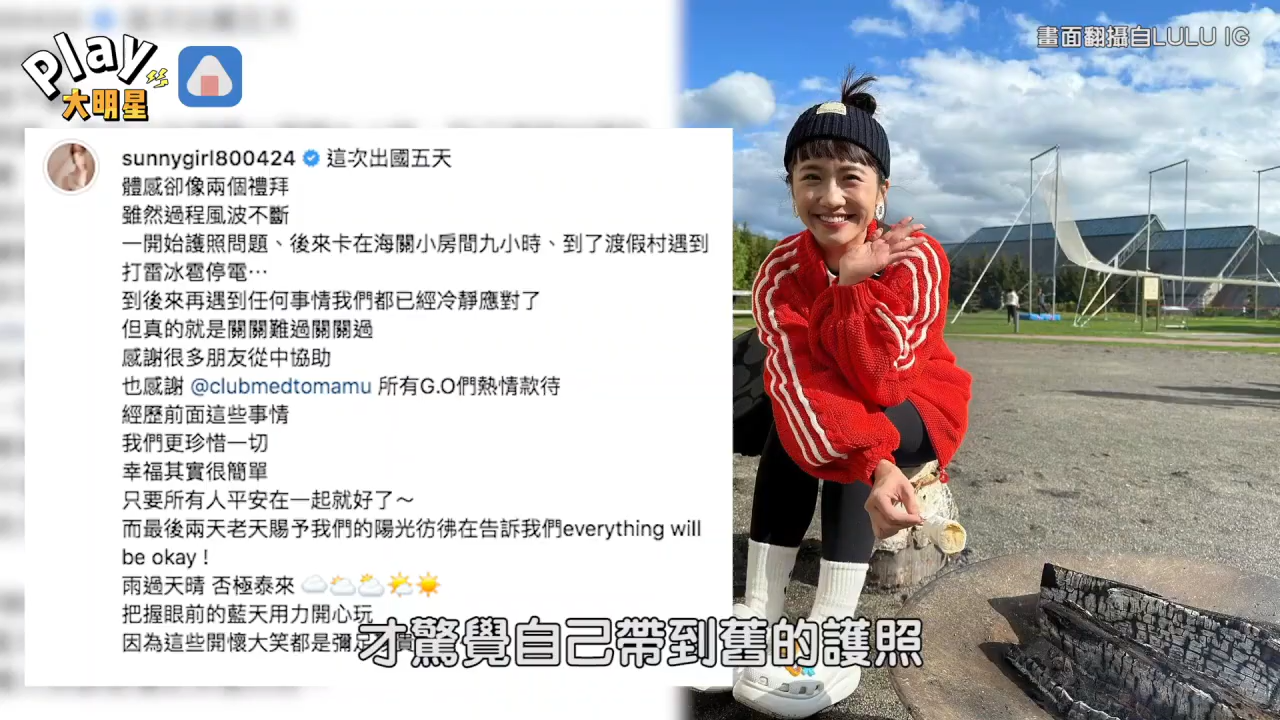 Play
大明星
畫面翻攝自LULU IG
sunnygirl800424 這次出國五天
體感卻像兩個禮拜
雖然過程風波不斷
一開始護照問題、後來卡在海關小房間九小時、到了渡假村遇到
打雷冰雹停電⋯
到後來再遇到任何事情我們都已經冷靜應對了
但真的就是關關難過關關過
感謝很多朋友從中協助
也感謝 @clubmedtomamu 所有G.O們熱情款待
經歷前面這些事情
我們更珍惜一切
幸福其實很簡單
只要所有人平安在一起就好了～
而最後兩天老天賜予我們的陽光彷彿在告訴我們everything will
be okay !
雨過天晴 否極泰來 ☁️🌥️🌥️🌤️☀️
把握眼前的藍天用力開心玩
因為這些開懷大笑都是彌足
才驚覺自己帶到舊的護照